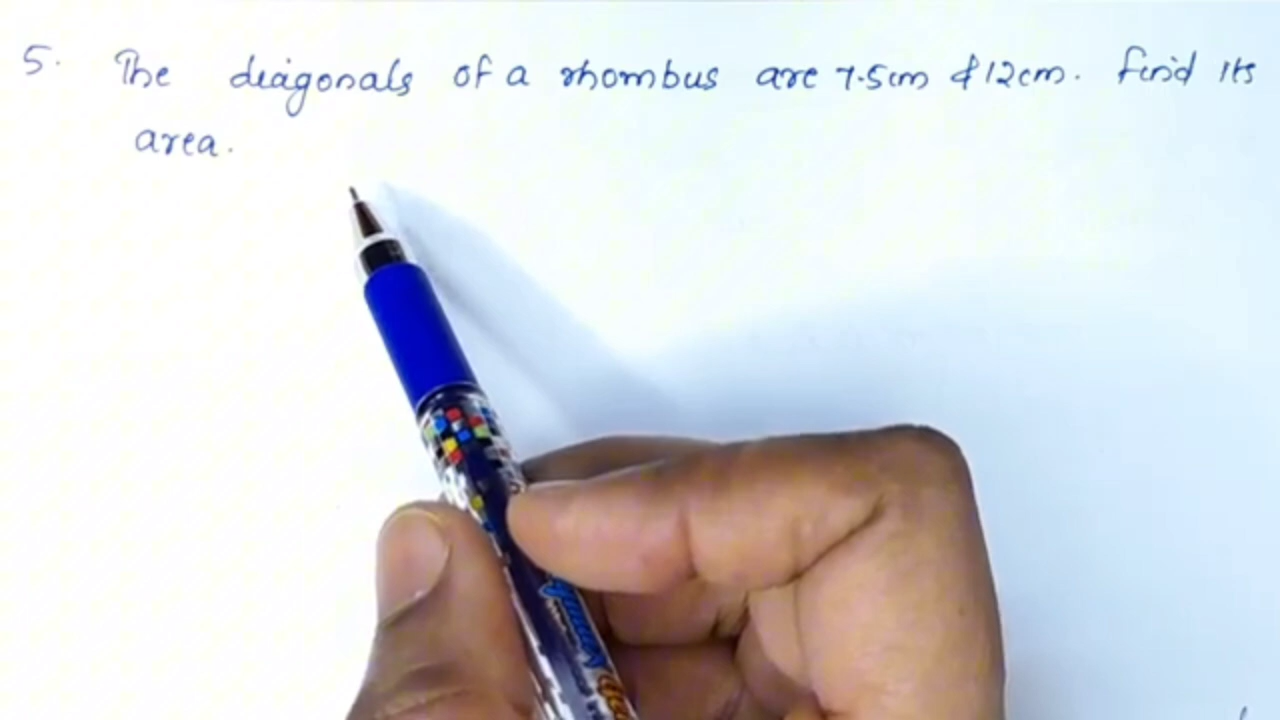 5. The diagonals of a rhombus are 7.5cm & 12cm. Find its
area.